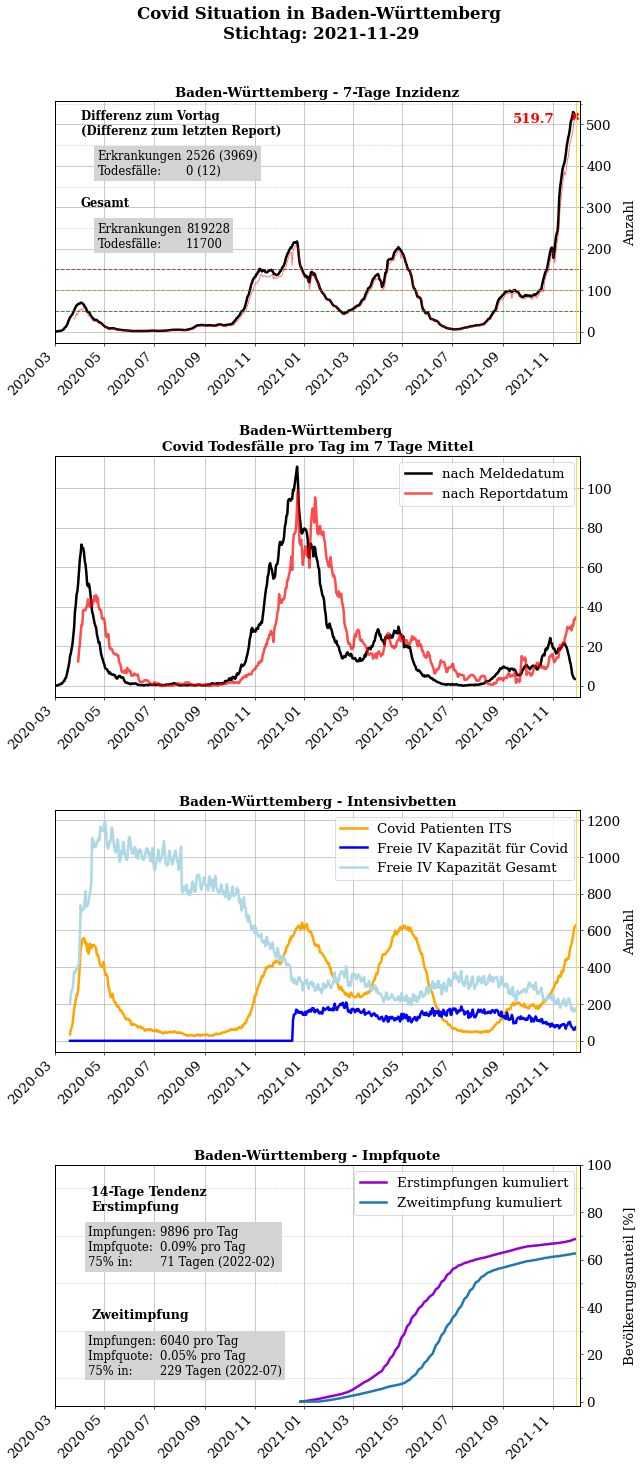 Covid Situation in Baden-Württemberg
Stichtag: 2021-11-29
Baden-Württemberg - 7-Tage Inzidenz
Differenz zum Vortag
(Differenz zum letzten Report)
Erkrankungen 2526 (3969)
Todesfälle: 0 (12)
Gesamt
Erkrankungen 819228
Todesfälle: 11700
519.7
500
400
300
200
100
0
Anzahl
2020-03
2020-05
2020-07
2020-09
2020-11
2021-01
2021-03
2021-05
2021-07
2021-09
2021-11
Baden-Württemberg
Covid Todesfälle pro Tag im 7 Tage Mittel
nach Meldedatum
nach Reportdatum
100
80
60
40
20
0
2020-03
2020-05
2020-07
2020-09
2020-11
2021-01
2021-03
2021-05
2021-07
2021-09
2021-11
Baden-Württemberg - Intensivbetten
Covid Patienten ITS
Freie IV Kapazität für Covid
Freie IV Kapazität Gesamt
1200
1000
800
600
400
200
0
Anzahl
2020-03
2020-05
2020-07
2020-09
2020-11
2021-01
2021-03
2021-05
2021-07
2021-09
2021-11
Baden-Württemberg - Impfquote
14-Tage Tendenz
Erstimpfung
Impfungen: 9896 pro Tag
Impfquote: 0.09% pro Tag
75% in: 71 Tagen (2022-02)
Zweitimpfung
Impfungen: 6040 pro Tag
Impfquote: 0.05% pro Tag
75% in: 229 Tagen (2022-07)
Erstimpfungen kumuliert
Zweitimpfung kumuliert
100
80
60
40
20
0
Bevölkerungsanteil [%]
2020-03
2020-05
2020-07
2020-09
2020-11
2021-01
2021-03
2021-05
2021-07
2021-09
2021-11